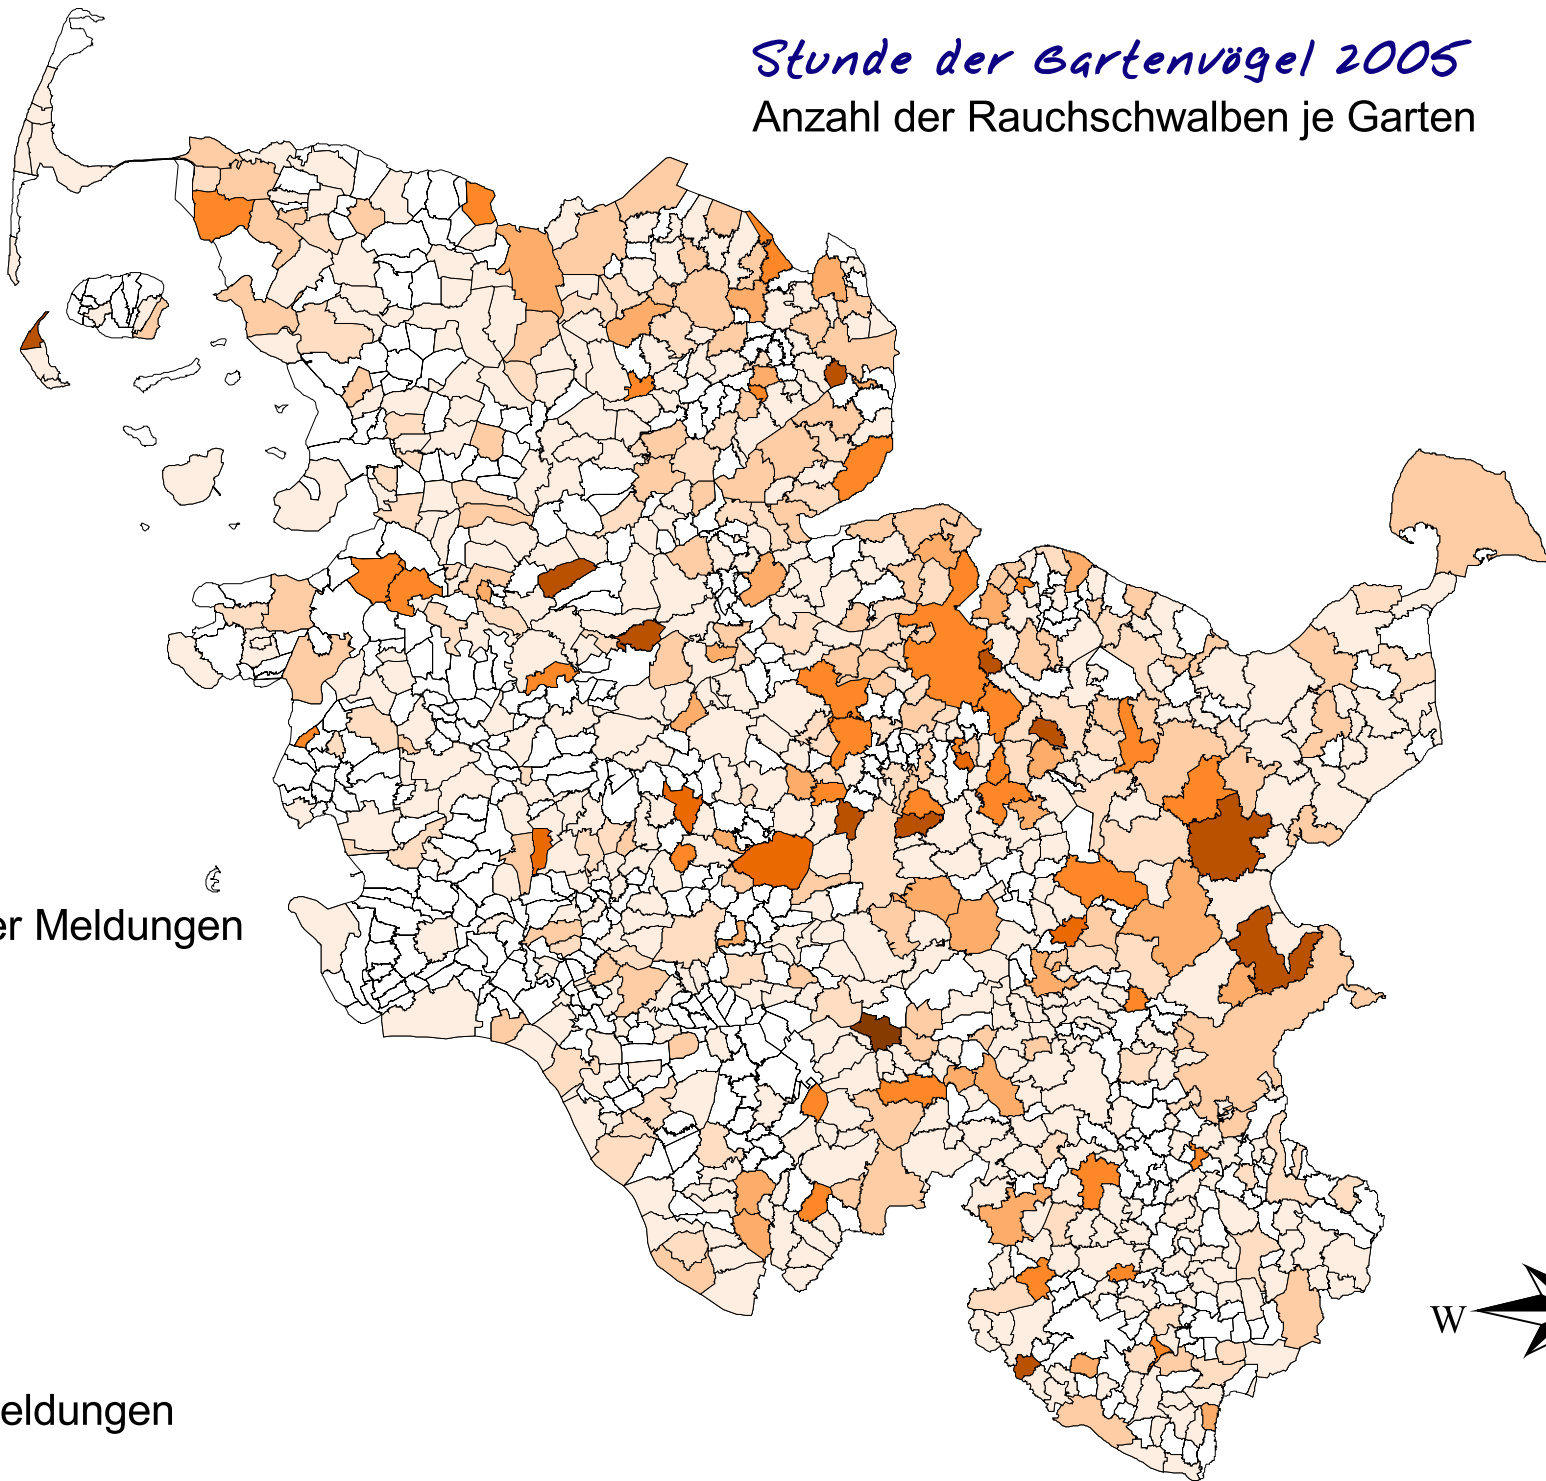 Stunde der Gartenvögel 2005
Anzahl der Rauchschwalben je Garten
er Meldungen
W
eldungen